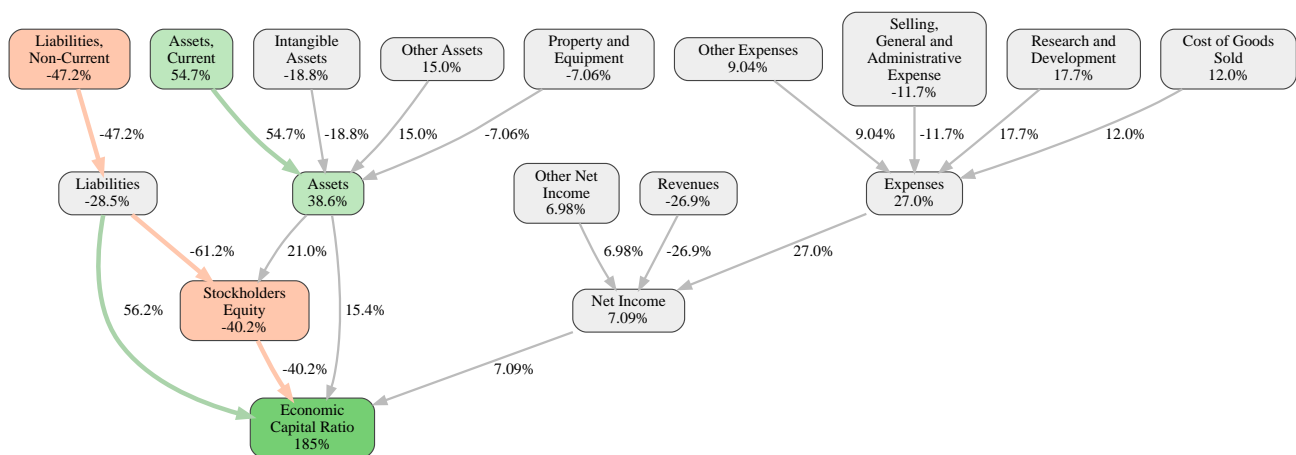 Liabilities,
Non-Current
-47.2%
Assets,
Current
54.7%
Intangible
Assets
-18.8%
Other Assets
15.0%
Property and
Equipment
-7.06%
Other Expenses
9.04%
Selling,
General and
Administrative
Expense
-11.7%
Research and
Development
17.7%
Cost of Goods
Sold
12.0%
-47.2%
54.7%
-18.8%
15.0%
-7.06%
9.04%
-11.7%
17.7%
12.0%
Liabilities
-28.5%
Assets
38.6%
Other Net
Income
6.98%
Revenues
-26.9%
Expenses
27.0%
-61.2%
21.0%
6.98%
-26.9%
27.0%
56.2%
Stockholders
Equity
-40.2%
15.4%
Net Income
7.09%
-40.2%
7.09%
Economic
Capital Ratio
185%